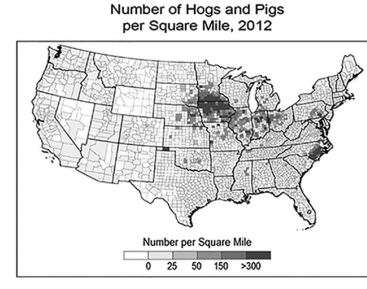 Number of Hogs and Pigs
per Square Mile, 2012
Number per Square Mile
0 25 50 150 >300